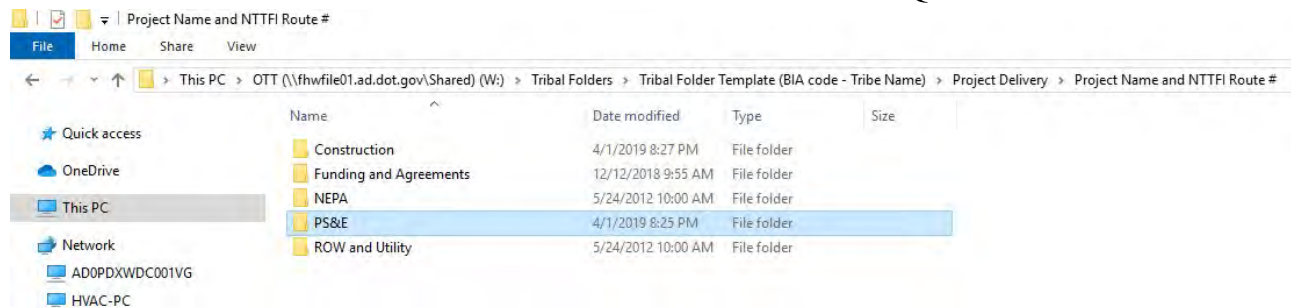 Project Name and NTTFI Route #
File Home Share View
This PC > OTT (\\fhwfile01.ad.dot.gov\Shared) (W:) > Tribal Folders > Tribal Folder Template (BIA code - Tribe Name) > Project Delivery > Project Name and NTTFI Route #
Name Date modified Type Size
Quick access
Construction 4/1/2019 8:27 PM File folder
OneDrive
Funding and Agreements 12/12/2018 9:55 AM File folder
NEPA 5/24/2012 10:00 AM File folder
This PC
PS&E 4/1/2019 8:25 PM File folder
Network
ROW and Utility 5/24/2012 10:00 AM File folder
AD0PDXWDC001VG
HVAC-PC